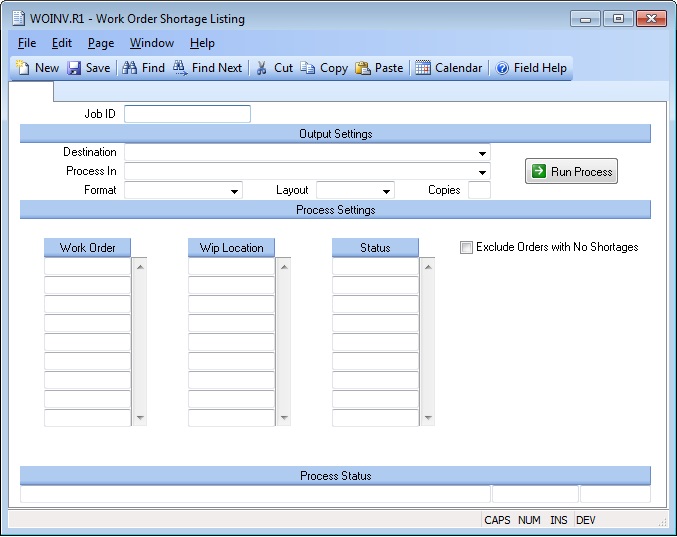 WOINV.R1 - Work Order Shortage Listing
File Edit Page Window Help
New Save Find Find Next Cut Copy Paste Calendar Field Help
Job ID
Output Settings
Destination
Process In
Run Process
Format Layout Copies
Process Settings
Work Order Wip Location Status Exclude Orders with No Shortages
Process Status
CAPS NUM INS DEV